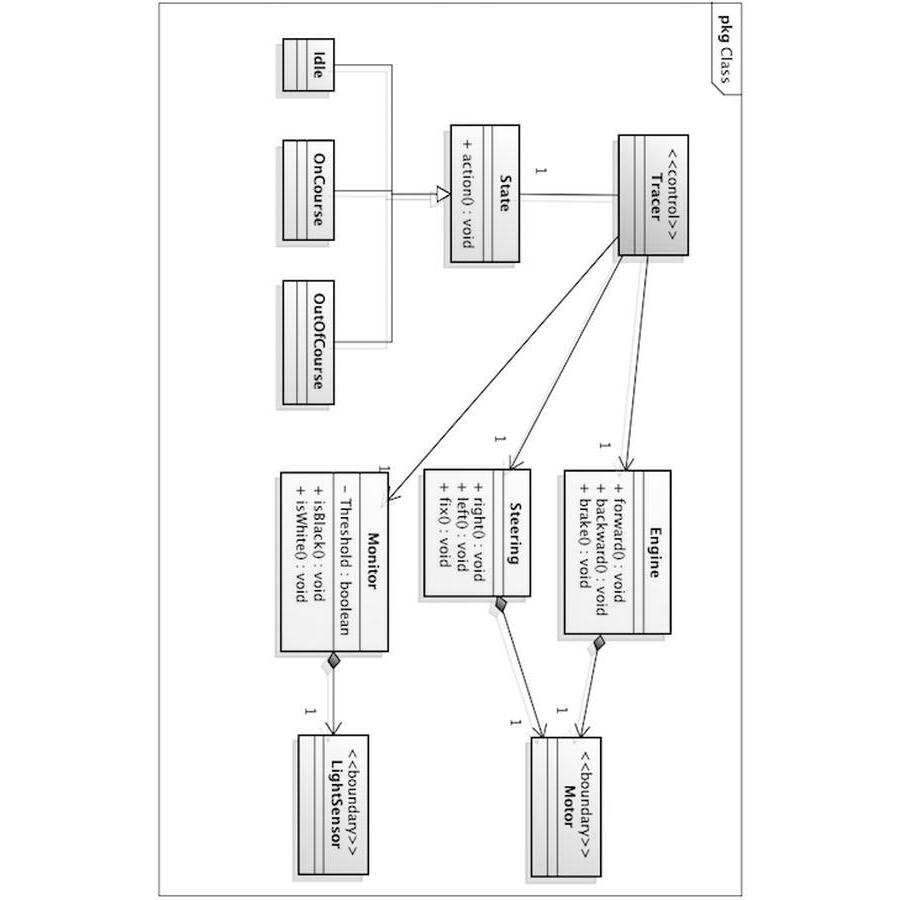 pkg Class
<<control>>
Tracer
1
1
1
1
State
+ action() : void
Idle
OnCourse
OutOfCourse
Engine
+ forward() : void
+ backward() : void
+ brake() : void
Steering
+ right() : void
+ left() : void
+ fix() : void
Monitor
- Threshold : boolean
+ isBlack() : void
+ isWhite() : void
1
1
1
<<boundary>>
Motor
<<boundary>>
LightSensor